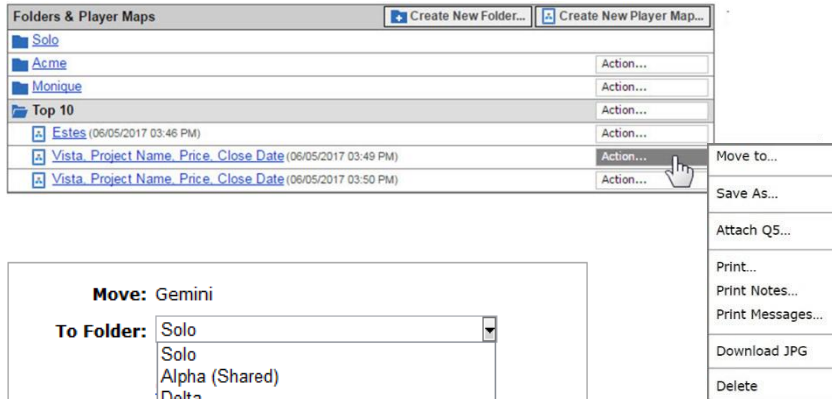 Folders & Player Maps Create New Folder... Create New Player Map...
Solo
Acme Action...
Monique Action...
Top 10 Action...
Estes (06/05/2017 03:46 PM) Action...
Vista, Project Name, Price, Close Date (06/05/2017 03:49 PM) Action...
Vista, Project Name, Price, Close Date (06/05/2017 03:50 PM) Action...
Move to...
Save As...
Attach Q5...
Print...
Print Notes...
Print Messages...
Download JPG
Delete
Move: Gemini
To Folder: Solo
Solo
Alpha (Shared)
Delta